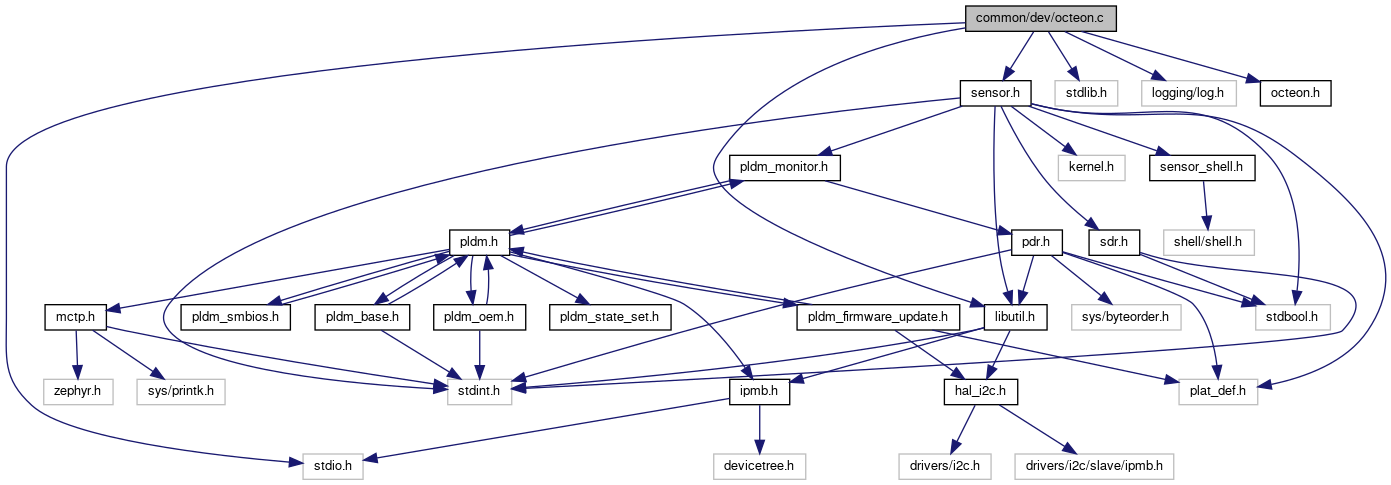 common/dev/octeon.c
sensor.h
stdlib.h
logging/log.h
octeon.h
pldm_monitor.h
kernel.h
sensor_shell.h
pldm.h
pdr.h
sdr.h
shell/shell.h
mctp.h
pldm_smbios.h
pldm_base.h
pldm_oem.h
pldm_state_set.h
pldm_firmware_update.h
libutil.h
sys/byteorder.h
stdbool.h
zephyr.h
sys/printk.h
stdint.h
ipmb.h
hal_i2c.h
plat_def.h
stdio.h
devicetree.h
drivers/i2c.h
drivers/i2c/slave/ipmb.h